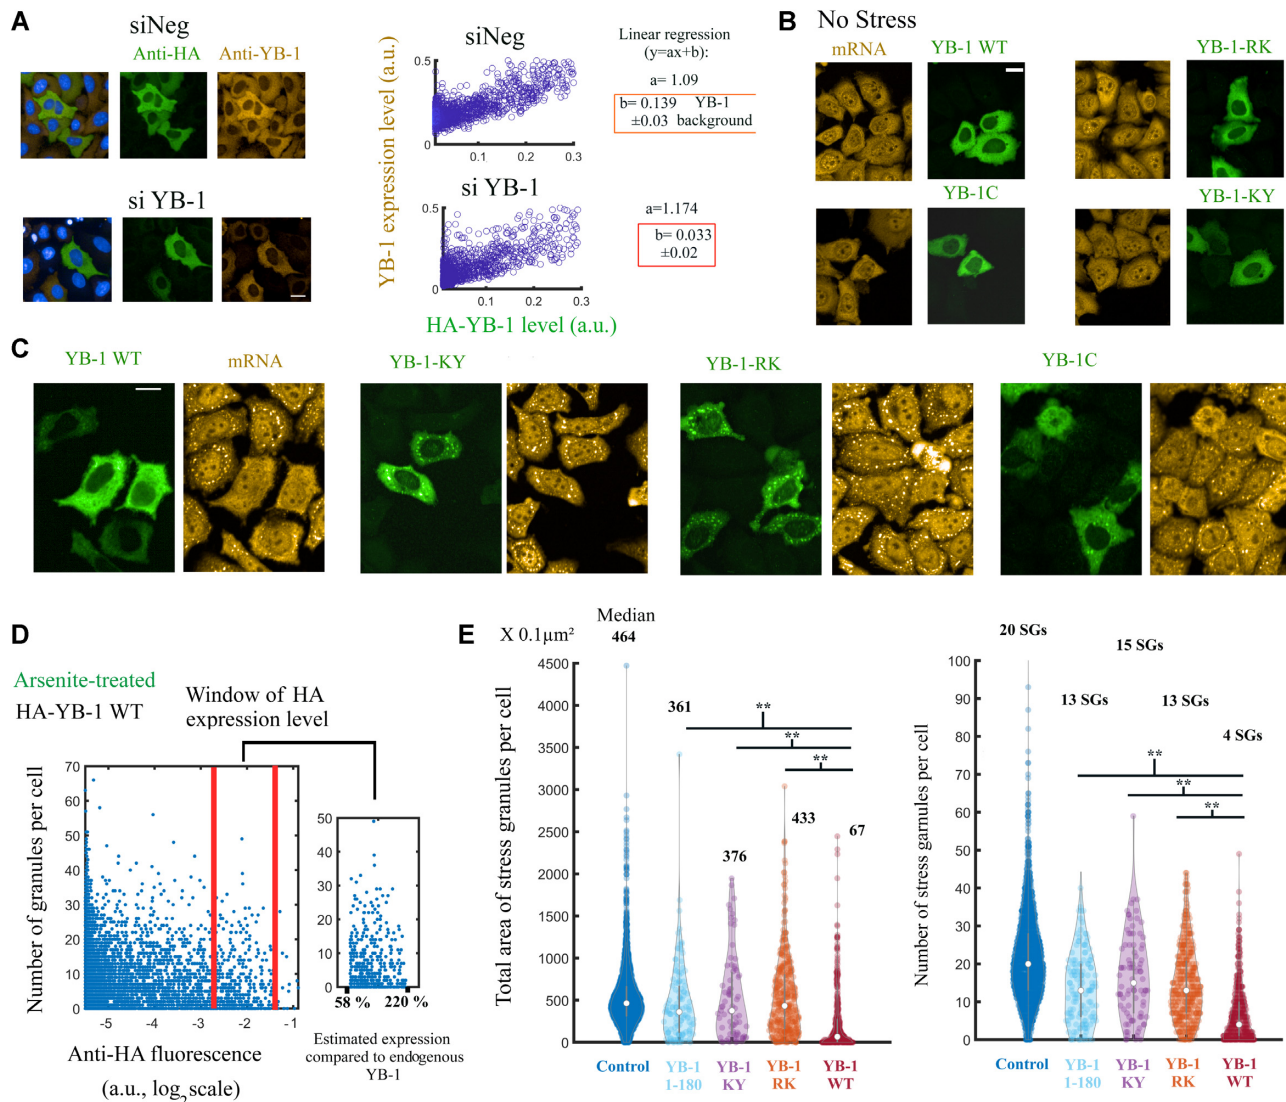 A
siNeg
Anti-HA Anti-YB-1
si YB-1
YB-1 expression level (a.u.)
siNeg
0.5
0
0.1 0.2 0.3
si YB-1
0.5
0
0.1 0.2 0.3
HA-YB-1 level (a.u.)
Linear regression
(y=ax+b):
a= 1.09
b= 0.139 YB-1
±0.03 background
a=1.174
b= 0.033
±0.02
B No Stress
mRNA YB-1 WT YB-1-RK
YB-1C YB-1-KY
C
YB-1 WT mRNA YB-1-KY YB-1-RK YB-1C
D
Arsenite-treated
HA-YB-1 WT
Window of HA
expression level
Number of granules per cell
70
60
50
40
30
20
10
0
-5 -4 -3 -2 -1
Anti-HA fluorescence
(a.u., log2scale)
50
40
30
20
10
0
58 % 220 %
Estimated expression
compared to endogenous
YB-1
E
X 0.1µm²
Median
464
361
376
433
67
** 
**
**
Total area of stress granules per cell
4500
4000
3500
3000
2500
2000
1500
1000
500
0
Control YB-1 YB-1 YB-1 YB-1
1-180 KY RK WT
20 SGs
15 SGs
13 SGs 13 SGs
4 SGs
**
**
**
Number of stress garnules per cell
100
90
80
70
60
50
40
30
20
10
0
Control YB-1 YB-1 YB-1 YB-1
1-180 KY RK WT